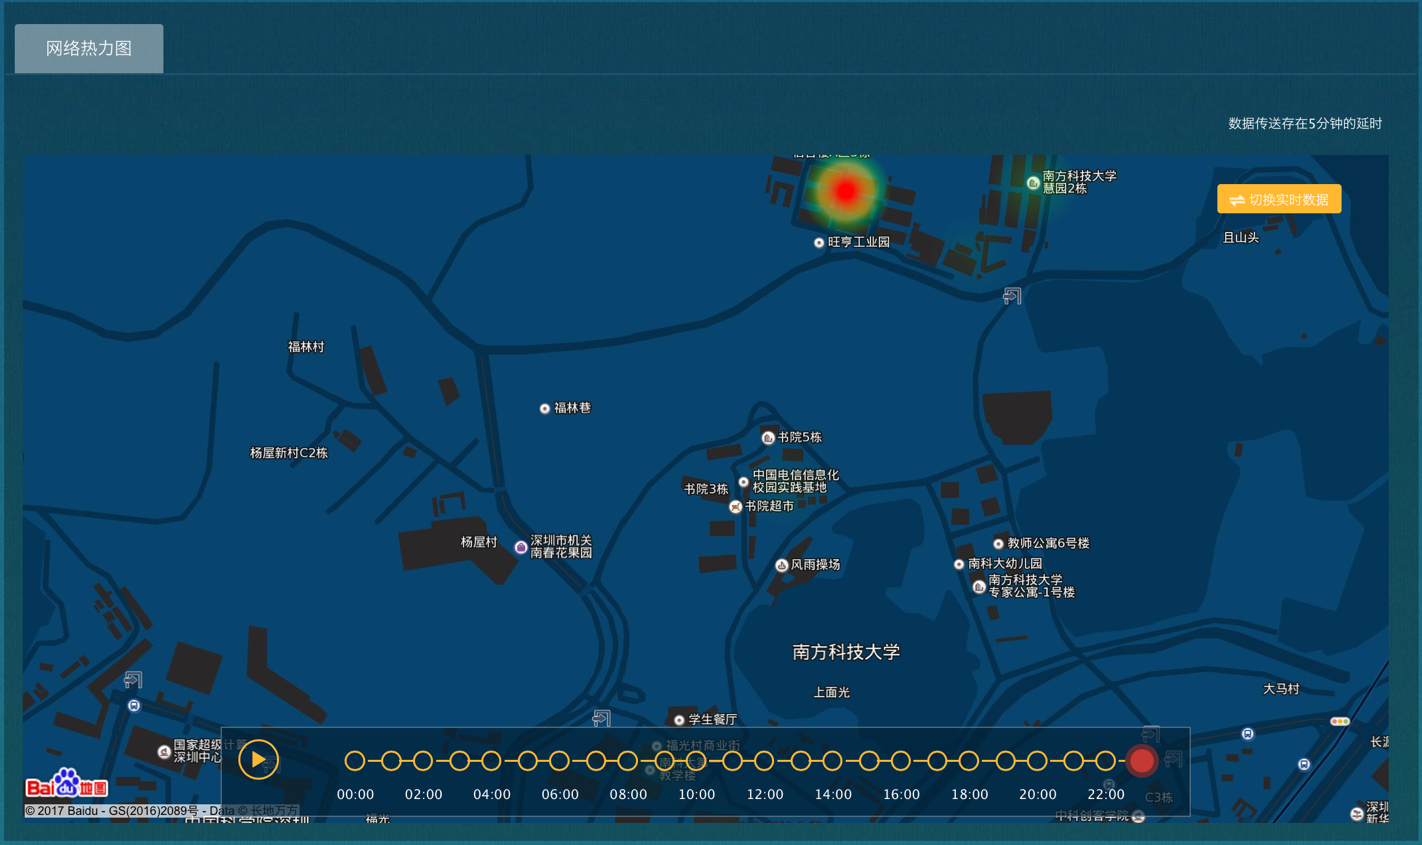 网络热力图
数据传送存在5分钟的延时
南方科技大学
慧园2栋
切换实时数据
且山头
旺亨工业园
福林村
福林巷
书院5栋
杨屋新村C2栋
中国电信信息化
校园实践基地
书院3栋
书院超市
杨屋村
深圳市机关
南春花果园
教师公寓6号楼
风雨操场
南科大幼儿园
南方科技大学
专家公寓-1号楼
南方科技大学
上面光
大马村
学生餐厅
国家超级计算
深圳中心
福光村商业街
教学楼
00:00
02:00
04:00
06:00
08:00
10:00
12:00
14:00
16:00
18:00
20:00
22:00
C3栋
Bai du 地图
© 2017 Baidu - GS(2016)2089号 - Data © 长地万方
中科创客学院
深圳
新华
福光